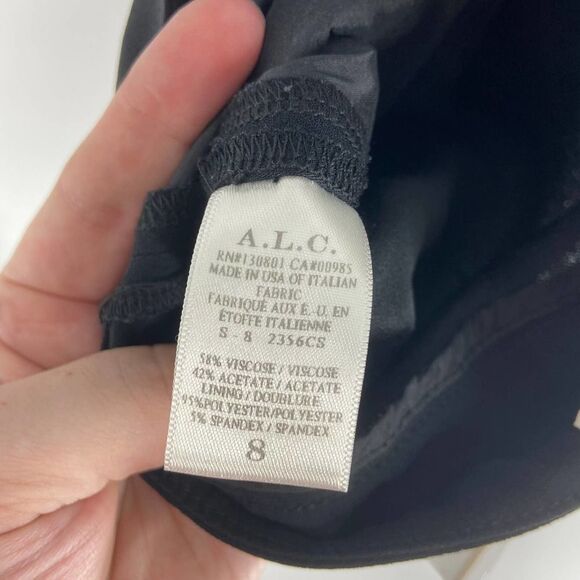 A.L.C.
RN#130801 CA#00985
MADE IN USA OF ITALIAN
FABRIC
FABRIQUÉ AUX É. U. EN
ÉTOFFE ITALIENNE
S - 8 2356CS
58% VISCOSE / VISCOSE
42% ACETATE / ACETATE
LINING / DOUBLURE
95%POLYESTER/POLYESTER
5% SPANDEX / SPANDEX
8